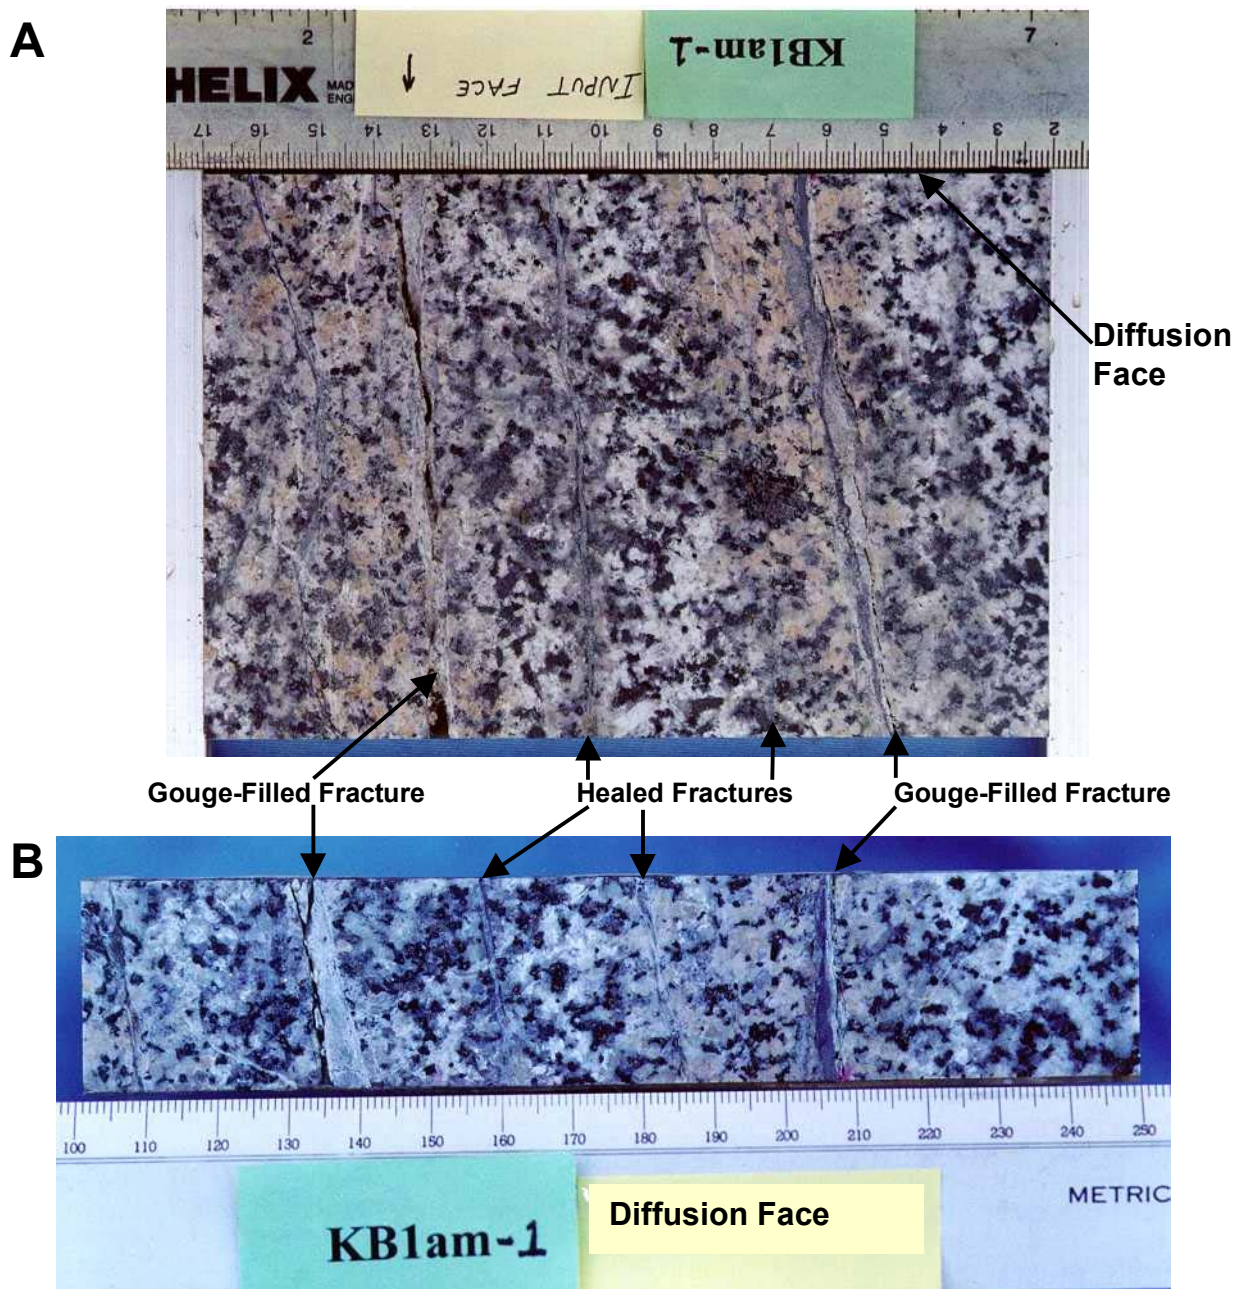 A
2
7
HELIX
MAD
ENG
INPUT FACE
KB1am-1
17 16 15 14 13 12 11 10 9 8 7 6 5 4 3 2
Diffusion
Face
Gouge-Filled Fracture
Healed Fractures
Gouge-Filled Fracture
B
100 110 120 130 140 150 160 170 180 190 200 210 220 230 240 250
METRIC
KB1am-1
Diffusion Face